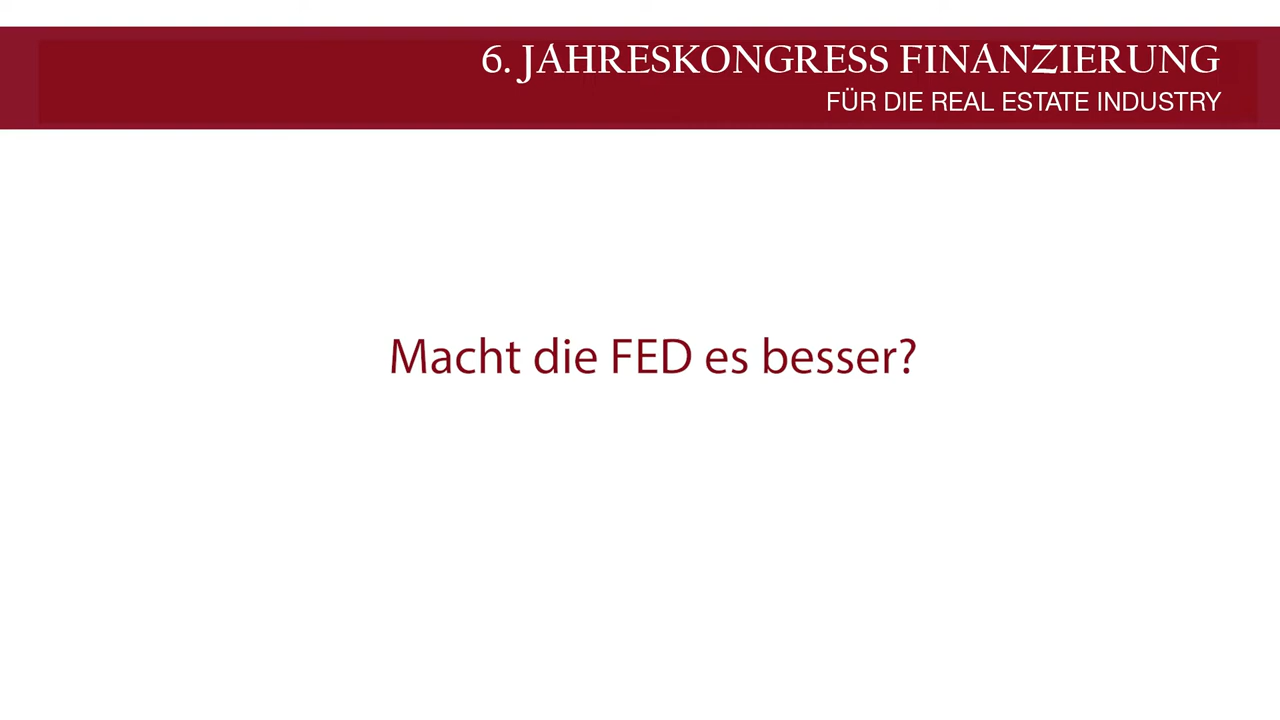 6. JAHRESKONGRESS FINANZIERUNG
FÜR DIE REAL ESTATE INDUSTRY
Macht die FED es besser?